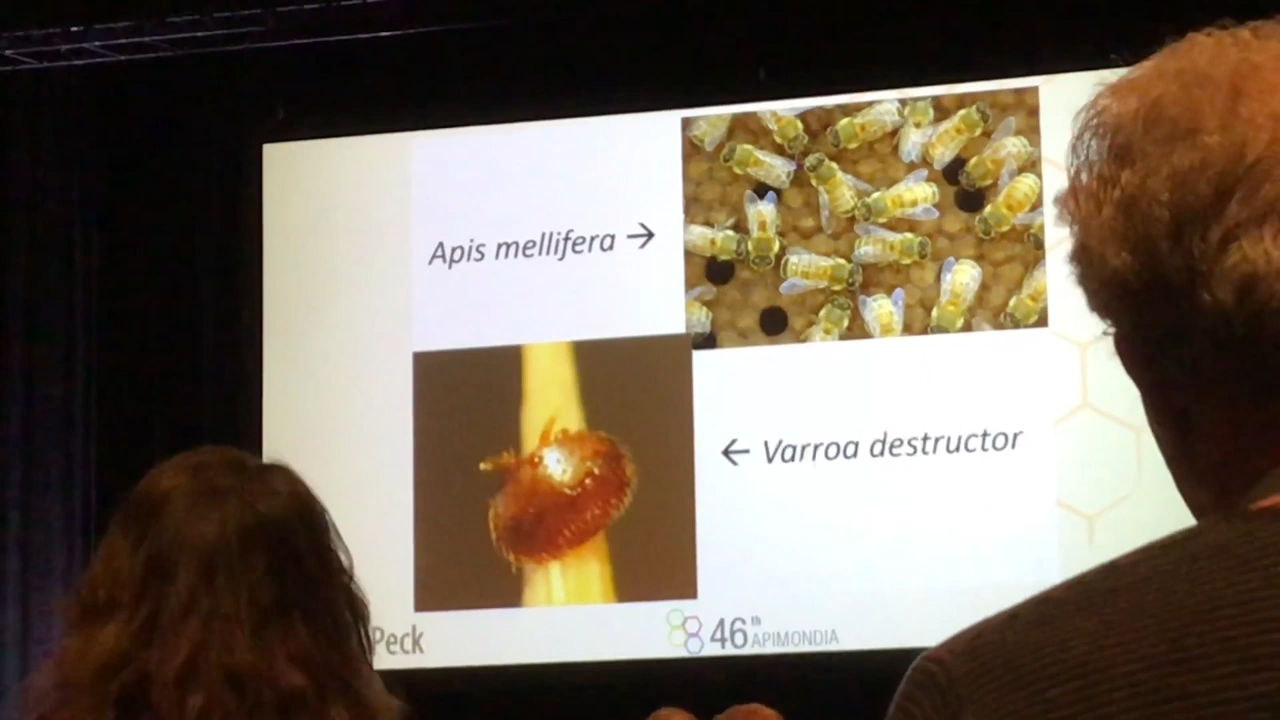 Apis mellifera →
← Varroa destructor
Peck
46th APIMONDIA